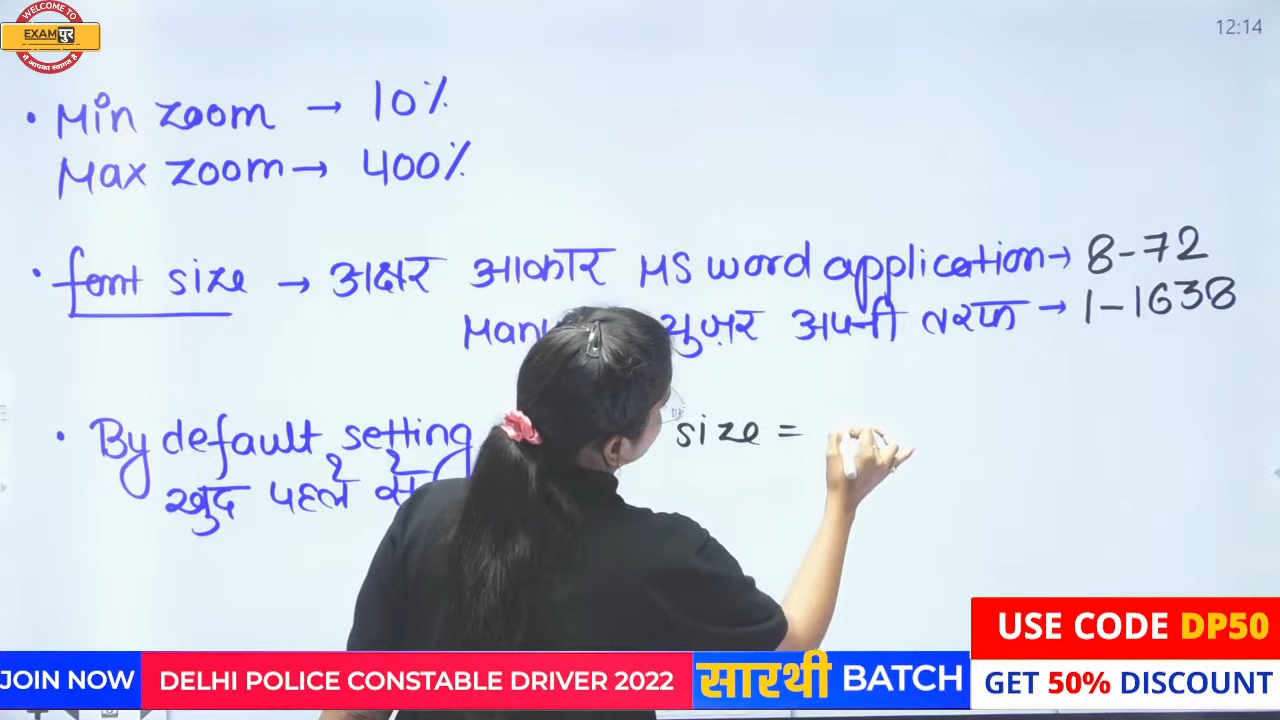 WELCOME TO
EXAMपुर
मे आपका स्वागत है
12:14
• Min zoom → 10%
Max zoom → 400%
• font size → अक्षर आकार MS word application → 8-72
युज़र अपनी तरफ → 1-1638
• By default setting size =
खुद पहले से
USE CODE DP50
JOIN NOW DELHI POLICE CONSTABLE DRIVER 2022 सारथी BATCH GET 50% DISCOUNT